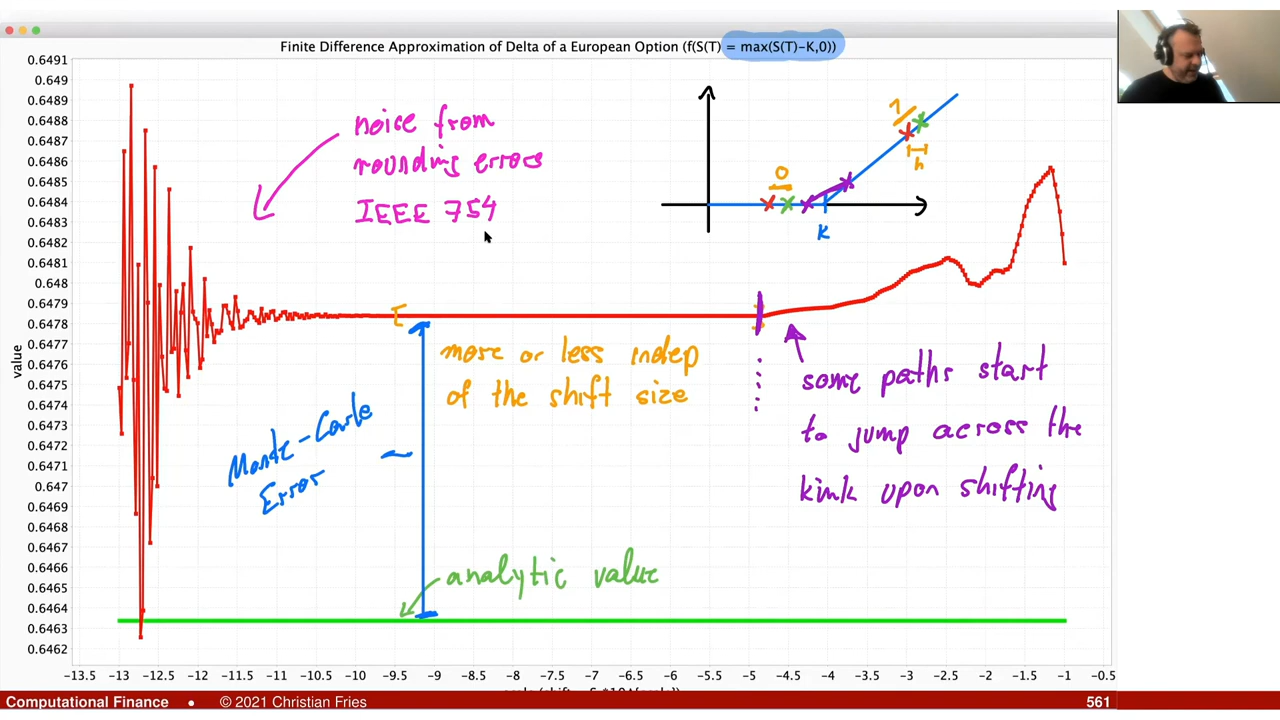 Finite Difference Approximation of Delta of a European Option (f(S(T) = max(S(T)-K,0))
0.6491
0.649
0.6489
0.6488
0.6487
0.6486
0.6485
0.6484
0.6483
0.6482
0.6481
0.648
0.6479
0.6478
0.6477
0.6476
0.6475
0.6474
0.6473
0.6472
0.6471
0.647
0.6469
0.6468
0.6467
0.6466
0.6465
0.6464
0.6463
0.6462
value
noise from
rounding errors
IEEE 754
0
1
h
K
more or less indep
of the shift size
some paths start
to jump across the
kink upon shifting
Monte-Carlo
Error
analytic value
-13.5 -13 -12.5 -12 -11.5 -11 -10.5 -10 -9.5 -9 -8.5 -8 -7.5 -7 -6.5 -6 -5.5 -5 -4.5 -4 -3.5 -3 -2.5 -2 -1.5 -1 -0.5
Computational Finance • © 2021 Christian Fries 561